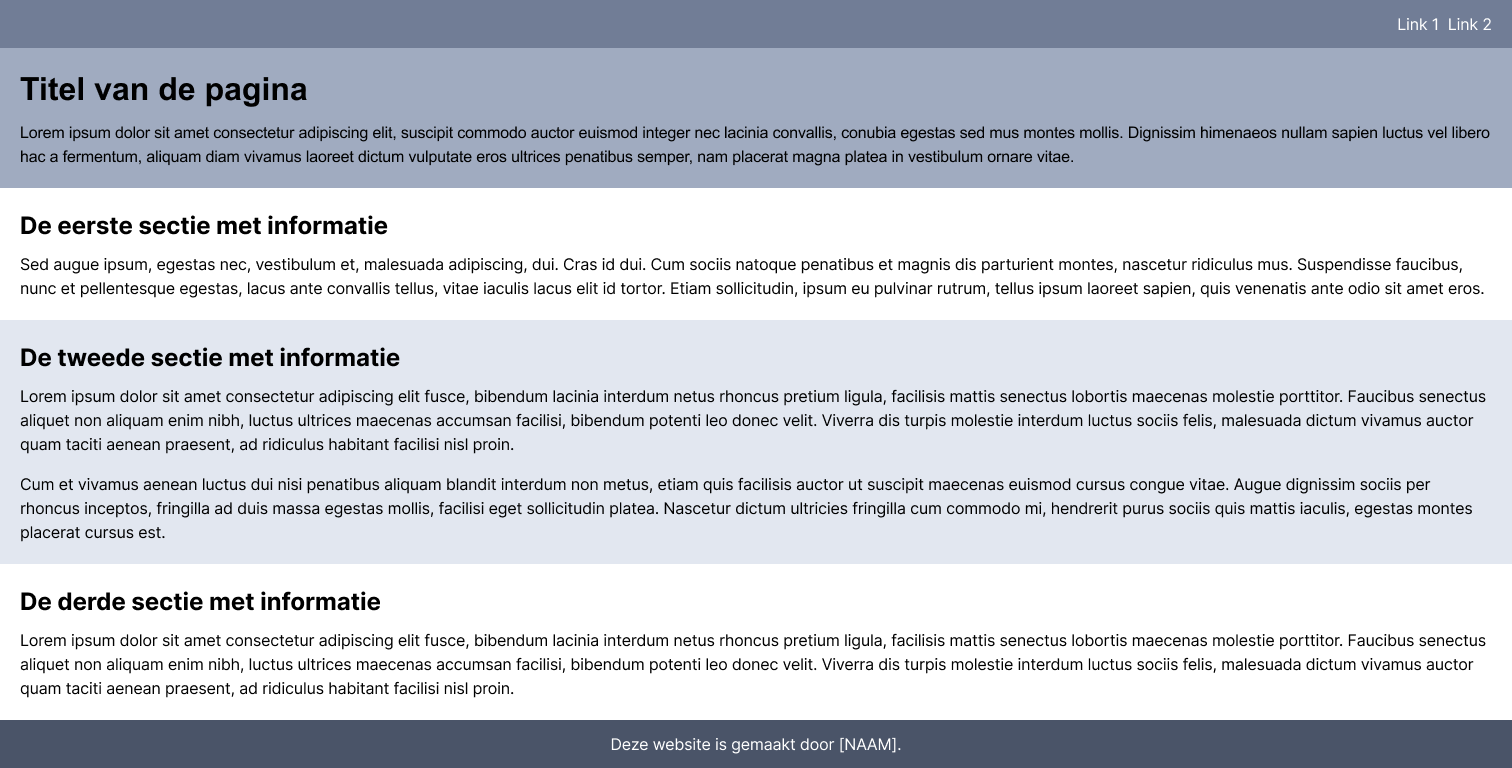 Link 1 Link 2
Titel van de pagina
Lorem ipsum dolor sit amet consectetur adipiscing elit, suscipit commodo auctor euismod integer nec lacinia convallis, conubia egestas sed mus montes mollis. Dignissim himenaeos nullam sapien luctus vel libero
hac a fermentum, aliquam diam vivamus laoreet dictum vulputate eros ultrices penatibus semper, nam placerat magna platea in vestibulum ornare vitae.
De eerste sectie met informatie
Sed augue ipsum, egestas nec, vestibulum et, malesuada adipiscing, dui. Cras id dui. Cum sociis natoque penatibus et magnis dis parturient montes, nascetur ridiculus mus. Suspendisse faucibus,
nunc et pellentesque egestas, lacus ante convallis tellus, vitae iaculis lacus elit id tortor. Etiam sollicitudin, ipsum eu pulvinar rutrum, tellus ipsum laoreet sapien, quis venenatis ante odio sit amet eros.
De tweede sectie met informatie
Lorem ipsum dolor sit amet consectetur adipiscing elit fusce, bibendum lacinia interdum netus rhoncus pretium ligula, facilisis mattis senectus lobortis maecenas molestie porttitor. Faucibus senectus
aliquet non aliquam enim nibh, luctus ultrices maecenas accumsan facilisi, bibendum potenti leo donec velit. Viverra dis turpis molestie interdum luctus sociis felis, malesuada dictum vivamus auctor
quam taciti aenean praesent, ad ridiculus habitant facilisi nisl proin.
Cum et vivamus aenean luctus dui nisi penatibus aliquam blandit interdum non metus, etiam quis facilisis auctor ut suscipit maecenas euismod cursus congue vitae. Augue dignissim sociis per
rhoncus inceptos, fringilla ad duis massa egestas mollis, facilisi eget sollicitudin platea. Nascetur dictum ultricies fringilla cum commodo mi, hendrerit purus sociis quis mattis iaculis, egestas montes
placerat cursus est.
De derde sectie met informatie
Lorem ipsum dolor sit amet consectetur adipiscing elit fusce, bibendum lacinia interdum netus rhoncus pretium ligula, facilisis mattis senectus lobortis maecenas molestie porttitor. Faucibus senectus
aliquet non aliquam enim nibh, luctus ultrices maecenas accumsan facilisi, bibendum potenti leo donec velit. Viverra dis turpis molestie interdum luctus sociis felis, malesuada dictum vivamus auctor
quam taciti aenean praesent, ad ridiculus habitant facilisi nisl proin.
Deze website is gemaakt door [NAAM].